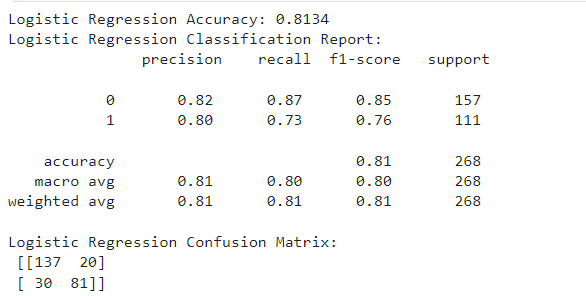 Logistic Regression Accuracy: 0.8134
Logistic Regression Classification Report:
precision recall f1-score support
0 0.82 0.87 0.85 157
1 0.80 0.73 0.76 111
accuracy 0.81 268
macro avg 0.81 0.80 0.80 268
weighted avg 0.81 0.81 0.81 268
Logistic Regression Confusion Matrix:
[[137 20]
[ 30 81]]